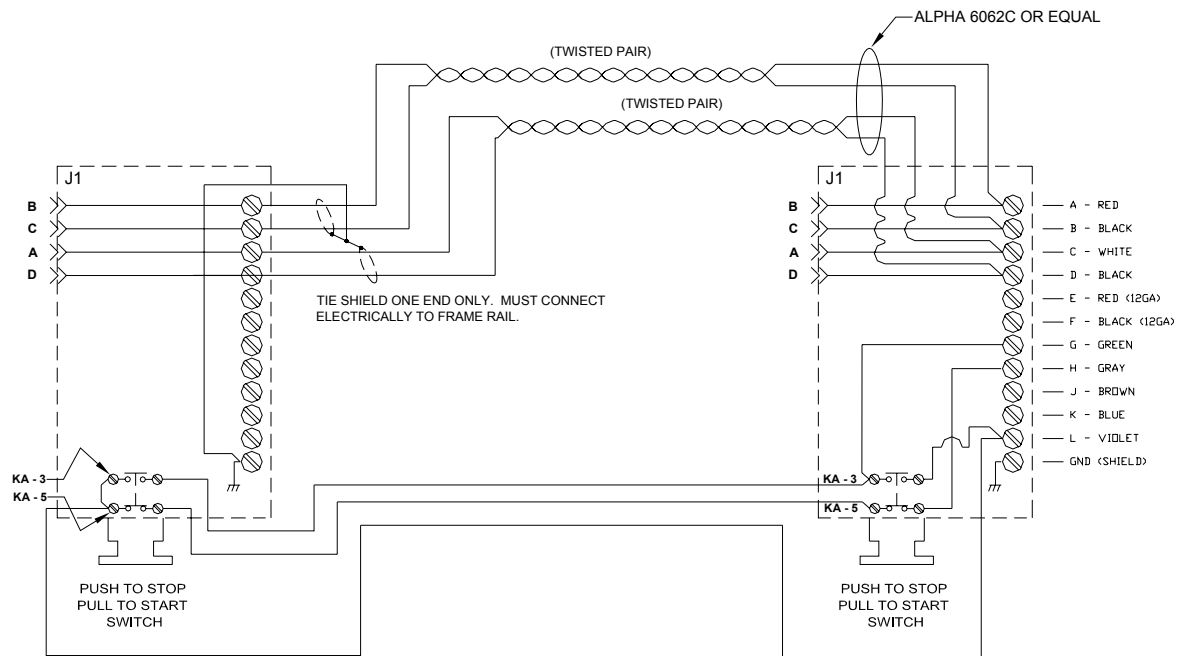 ALPHA 6062C OR EQUAL
(TWISTED PAIR)
(TWISTED PAIR)
J1
B
C
A
D
TIE SHIELD ONE END ONLY. MUST CONNECT
ELECTRICALLY TO FRAME RAIL.
KA - 3
KA - 5
PUSH TO STOP
PULL TO START
SWITCH
J1
B
C
A
D
A - RED
B - BLACK
C - WHITE
D - BLACK
E - RED (12GA)
F - BLACK (12GA)
G - GREEN
H - GRAY
J - BROWN
K - BLUE
L - VIOLET
GND (SHIELD)
KA - 3
KA - 5
PUSH TO STOP
PULL TO START
SWITCH